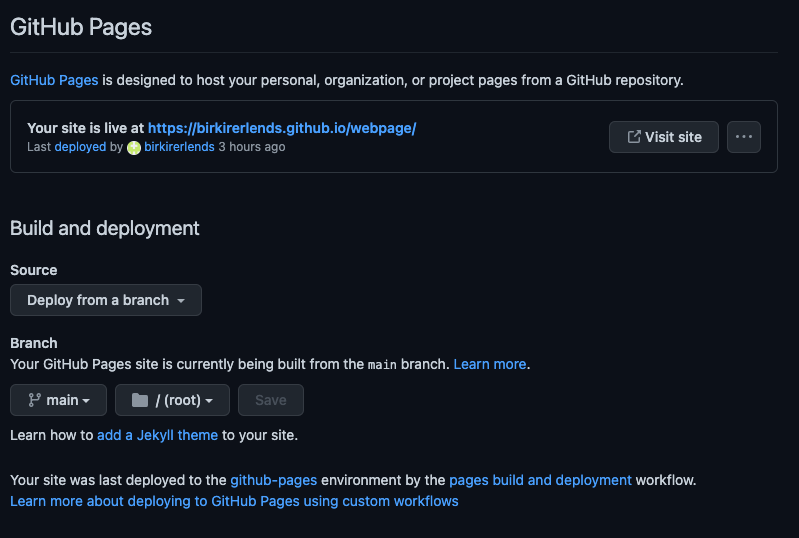 GitHub Pages
GitHub Pages is designed to host your personal, organization, or project pages from a GitHub repository.
Your site is live at https://birkirerlends.github.io/webpage/
Last deployed by birkirerlends 3 hours ago
Visit site
Build and deployment
Source
Deploy from a branch
Branch
Your GitHub Pages site is currently being built from the main branch. Learn more.
main / (root) Save
Learn how to add a Jekyll theme to your site.
Your site was last deployed to the github-pages environment by the pages build and deployment workflow.
Learn more about deploying to GitHub Pages using custom workflows